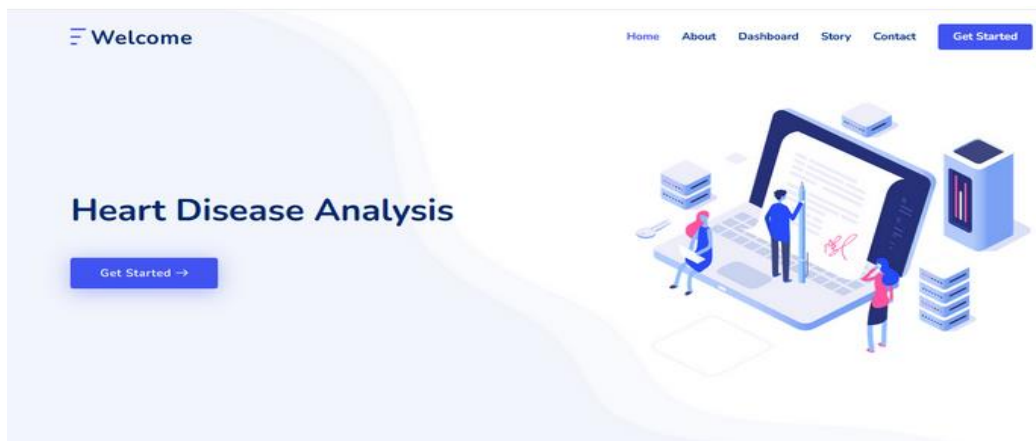 Welcome
Home About Dashboard Story Contact Get Started
Heart Disease Analysis
Get Started →